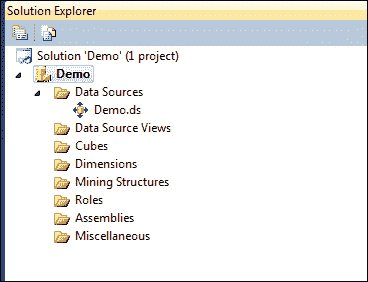 Solution Explorer
Solution 'Demo' (1 project)
Demo
Data Sources
Demo.ds
Data Source Views
Cubes
Dimensions
Mining Structures
Roles
Assemblies
Miscellaneous